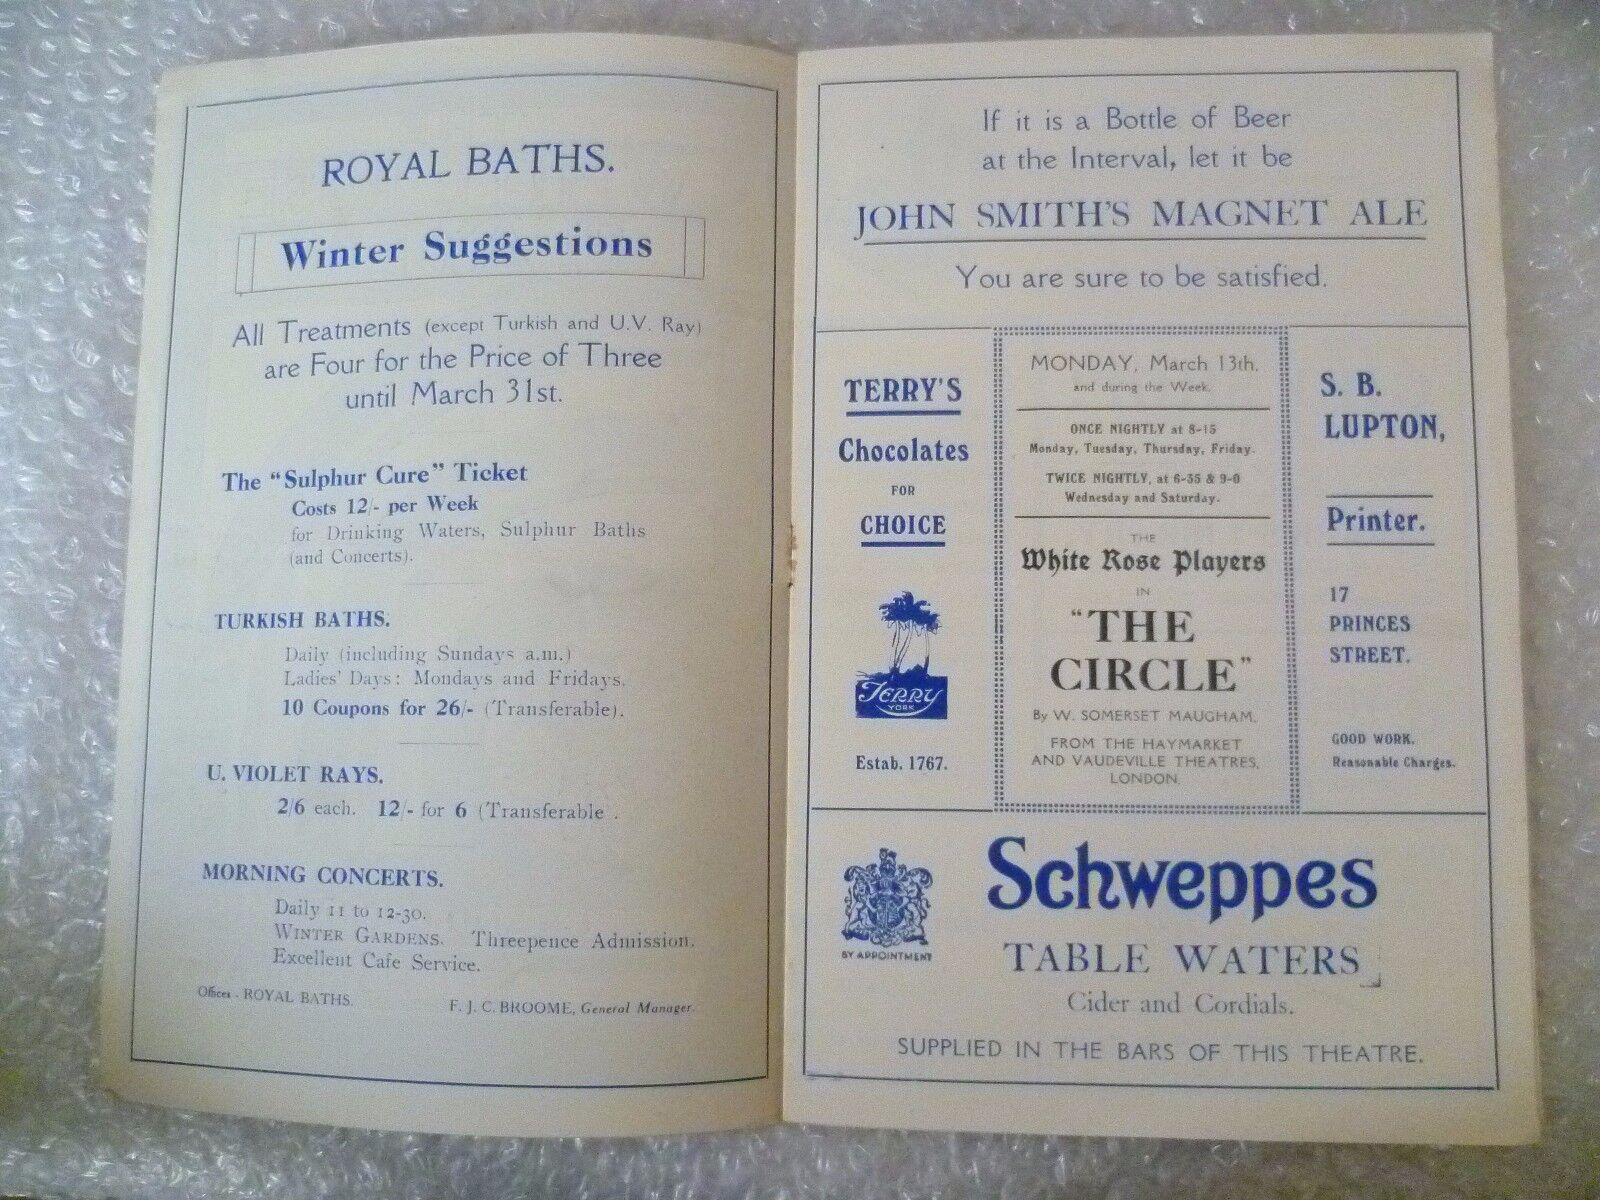 ROYAL BATHS.
Winter Suggestions
All Treatments (except Turkish and U.V. Ray)
are Four for the Price of Three
until March 31st.
The "Sulphur Cure" Ticket
Costs 12/- per Week
for Drinking Waters, Sulphur Baths
(and Concerts).
TURKISH BATHS.
Daily (including Sundays a.m.)
Ladies' Days: Mondays and Fridays.
10 Coupons for 26/- (Transferable).
U. VIOLET RAYS.
2/6 each. 12/- for 6 (Transferable .
MORNING CONCERTS.
Daily 11 to 12-30.
WINTER GARDENS. Threepence Admission.
Excellent Cafe Service.
Offices - ROYAL BATHS.
F. J. C. BROOME, General Manager.
If it is a Bottle of Beer
at the Interval, let it be
JOHN SMITH'S MAGNET ALE
You are sure to be satisfied.
TERRY'S
Chocolates
FOR
CHOICE
TERRY
YORK
Estab. 1767.
MONDAY, March 13th.
and during the Week.
ONCE NIGHTLY at 8-15
Monday, Tuesday, Thursday, Friday.
TWICE NIGHTLY, at 6-35 & 9-0
Wednesday and Saturday.
THE
White Rose Players
IN
"THE
CIRCLE"
By W. SOMERSET MAUGHAM.
FROM THE HAYMARKET
AND VAUDEVILLE THEATRES,
LONDON.
S. B.
LUPTON,
Printer.
17
PRINCES
STREET.
GOOD WORK.
Reasonable Charges.
BY APPOINTMENT
Schweppes
TABLE WATERS
Cider and Cordials.
SUPPLIED IN THE BARS OF THIS THEATRE.